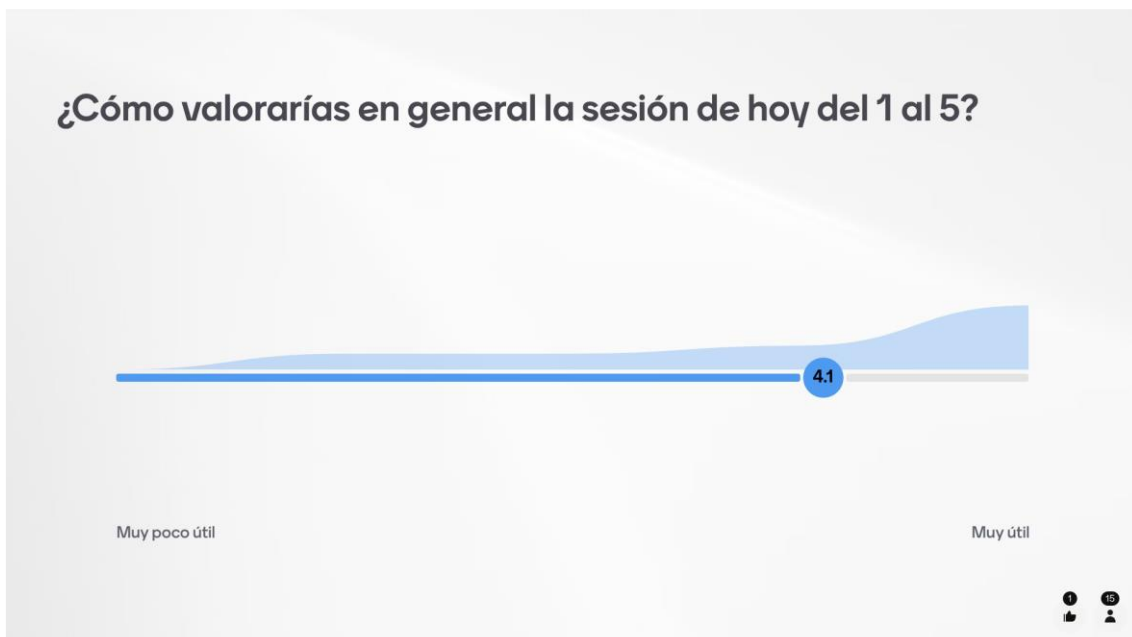 ¿Cómo valorarías en general la sesión de hoy del 1 al 5?
4.1
Muy poco útil
Muy útil
1
15